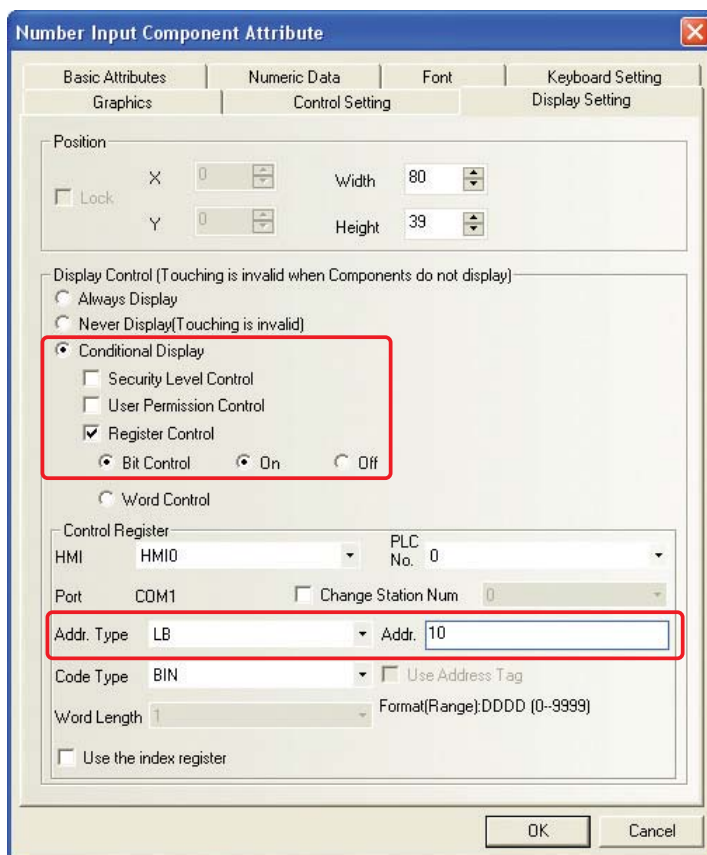 Number Input Component Attribute
Basic Attributes Numeric Data Font Keyboard Setting
Graphics Control Setting Display Setting
Position
Lock X 0 Width 80
Y 0 Height 39
Display Control (Touching is invalid when Components do not display)
Always Display
Never Display(Touching is invalid)
Conditional Display
Security Level Control
User Permission Control
Register Control
Bit Control On Off
Word Control
Control Register
HMI HMI0 PLC No. 0
Port COM1 Change Station Num 0
Addr. Type LB Addr. 10
Code Type BIN Use Address Tag
Word Length 1 Format(Range):DDDD (0--9999)
Use the index register
OK Cancel